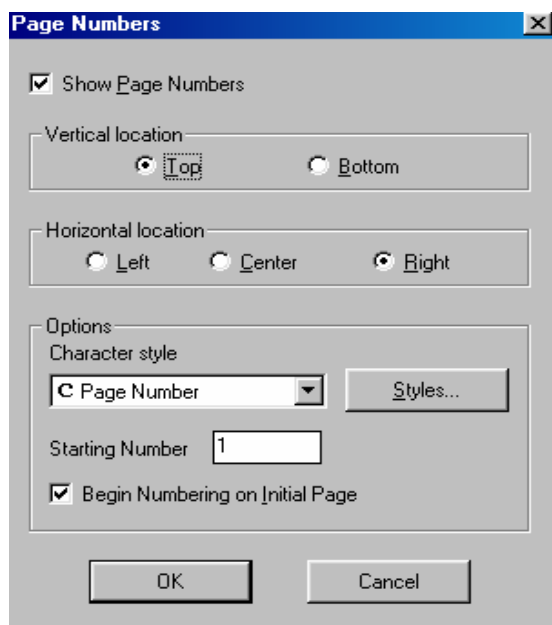 Page Numbers
Show Page Numbers
Vertical location
Top Bottom
Horizontal location
Left Center Right
Options
Character style
C Page Number Styles...
Starting Number 1
Begin Numbering on Initial Page
OK Cancel